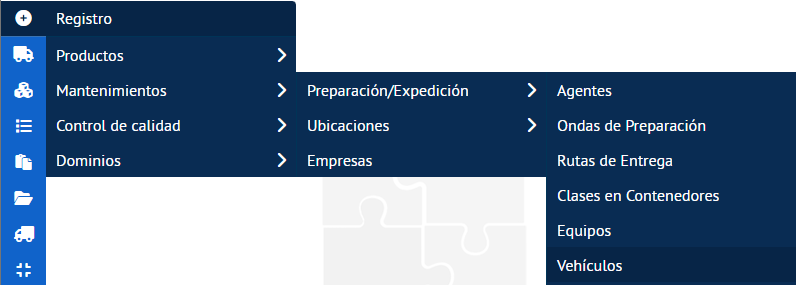 Registro
Productos
Mantenimientos
Control de calidad
Dominios
Preparación/Expedición
Ubicaciones
Empresas
Agentes
Ondas de Preparación
Rutas de Entrega
Clases en Contenedores
Equipos
Vehículos